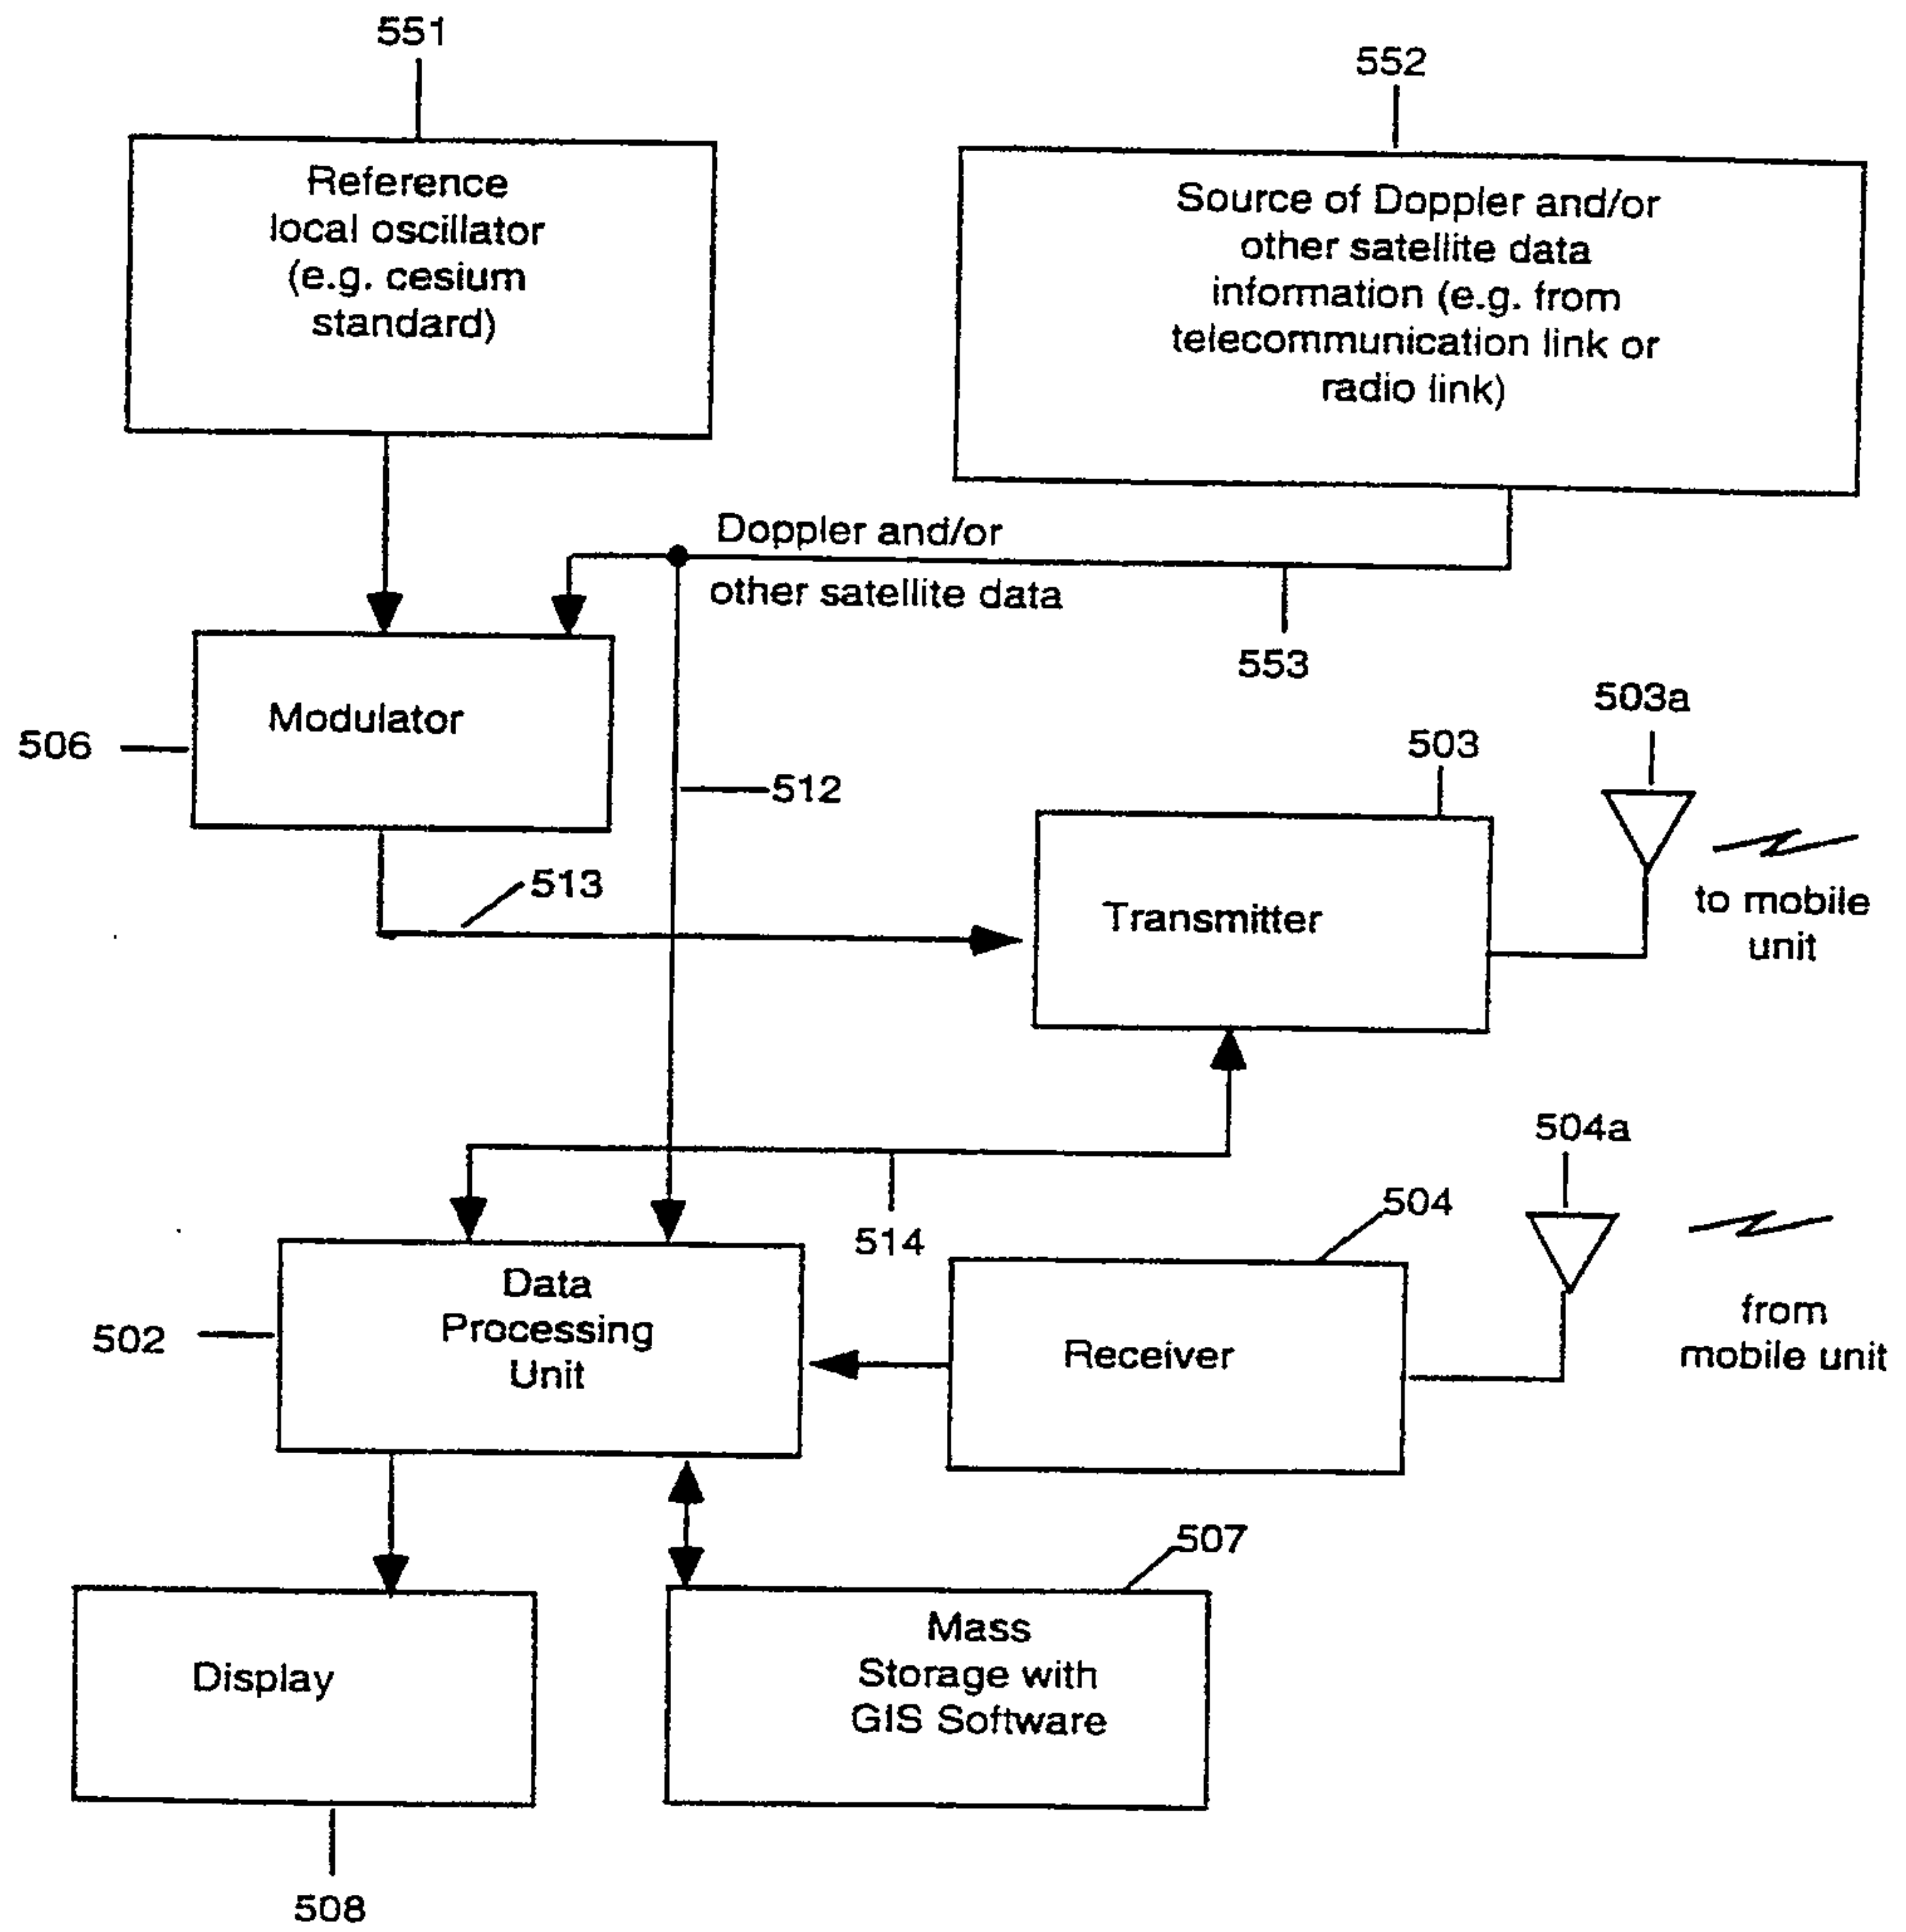 551
552
Reference
local oscillator
(e.g. cesium
standard)
Source of Doppler and/or
other satellite data
information (e.g. from
telecommunication link or
radio link)
Doppler and/or
other satellite data
553
503a
506
Modulator
503
512
513
Transmitter
to mobile
unit
504a
504
514
Data
Processing
Unit
502
Receiver
from
mobile unit
507
Display
Mass
Storage with
GIS Software
508